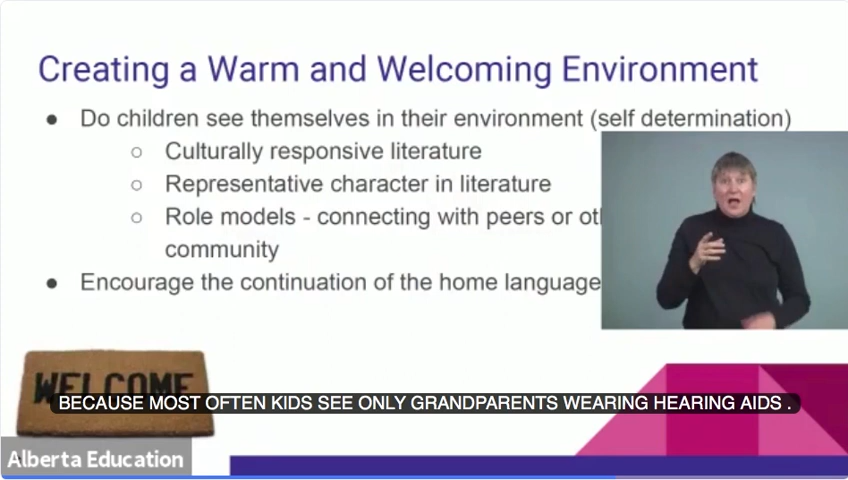 Creating a Warm and Welcoming Environment
● Do children see themselves in their environment (self determination)
○ Culturally responsive literature
○ Representative character in literature
○ Role models - connecting with peers or
community
● Encourage the continuation of the home language
WELCOME
BECAUSE MOST OFTEN KIDS SEE ONLY GRANDPARENTS WEARING HEARING AIDS .
Alberta Education